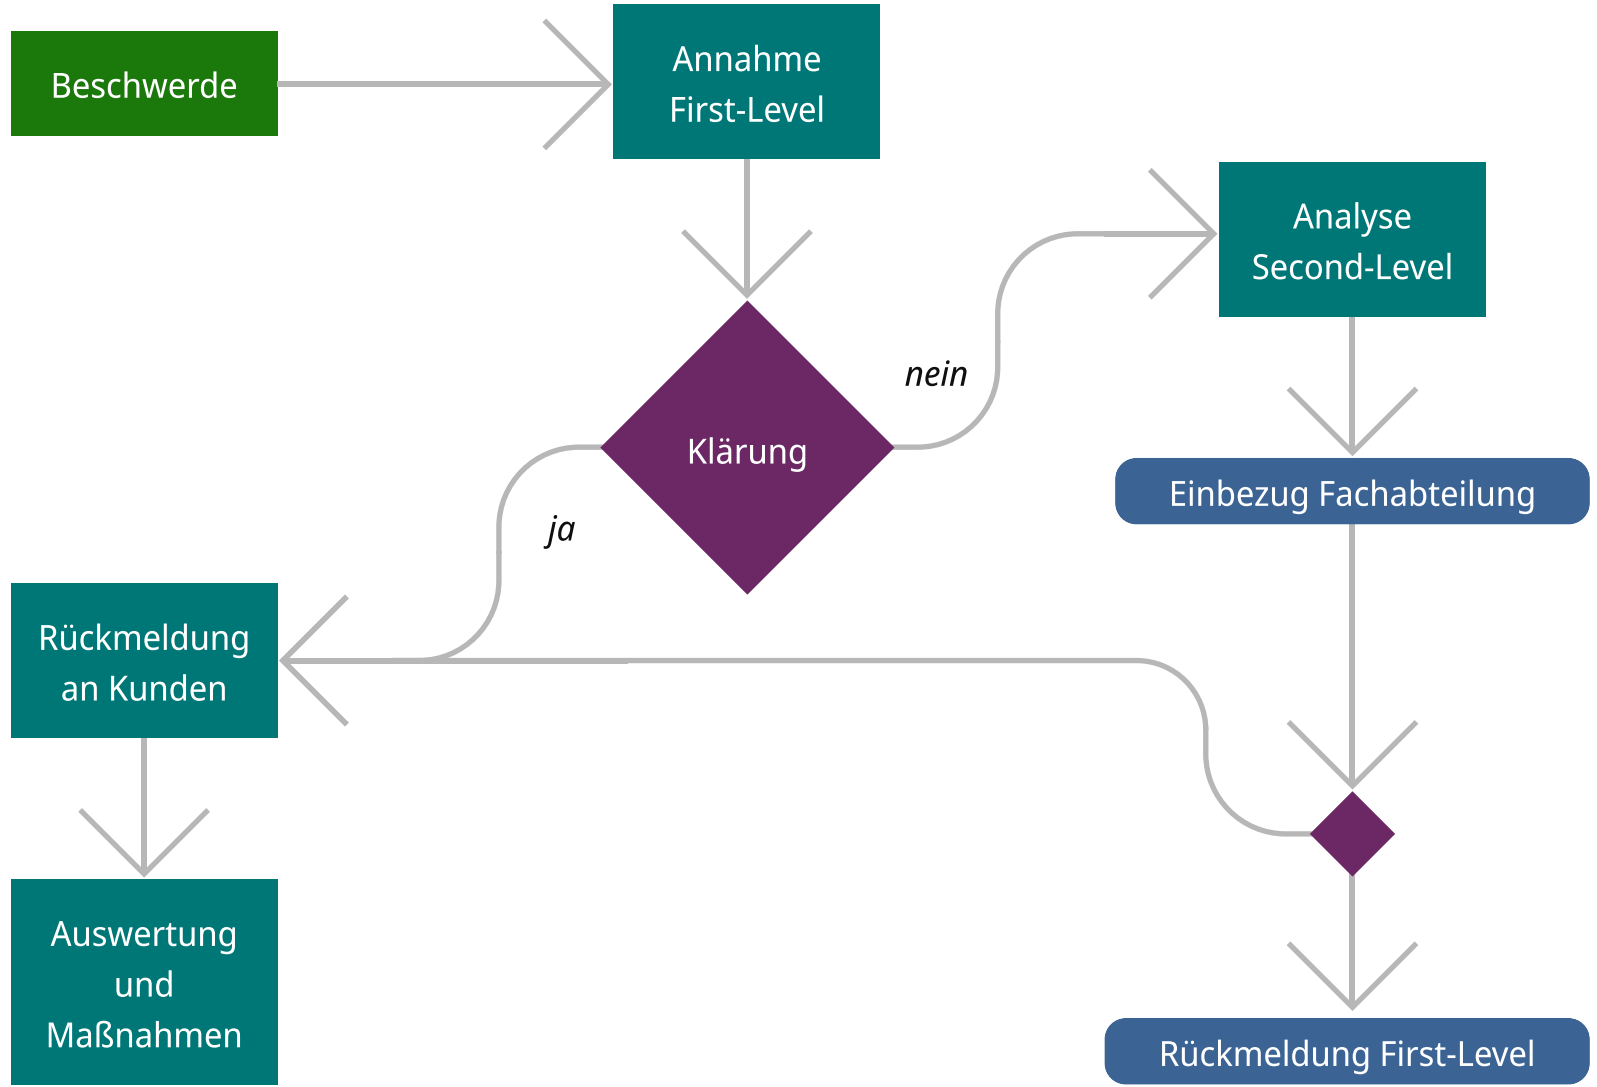 Beschwerde
Annahme
First-Level
Analyse
Second-Level
nein
Klärung
Einbezug Fachabteilung
ja
Rückmeldung
an Kunden
Auswertung
und
Maßnahmen
Rückmeldung First-Level